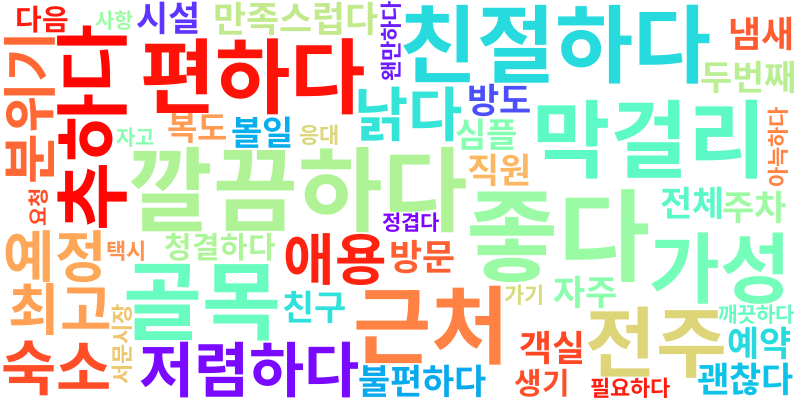 다음
사항
시설
만족스럽다
왠만하다
친절하다
냄새
분위기
추하다
편하다
낡다
방도
두번째
자고
복도
볼일
응대
심플
막걸리
아늑하다
깔끔하다
직원
요청
정겹다
좋다
전체
주차
예정
택시
청결하다
애용
방문
가성
최고
골목
친구
근처
가기
자주
깨끗하다
서문시장
전주
예약
숙소
저렴하다
불편하다
객실
생기
필요하다
괜찮다